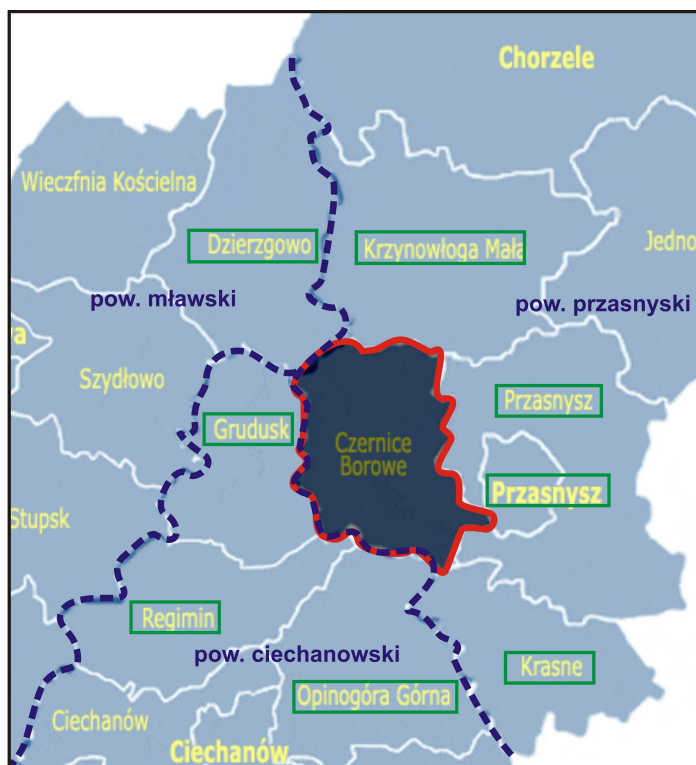 Chorzele
Wieczfnia Kościelna
Dzierzgowo
Krzynowłoga Mała
Jedno
pow. mławski
pow. przasnyski
wa
Szydłowo
Przasnysz
Grudusk
Czernice
Borowe
Przasnysz
Stupsk
Regimin
pow. ciechanowski
Krasne
Opinogóra Górna
Ciechanów
Ciechanów